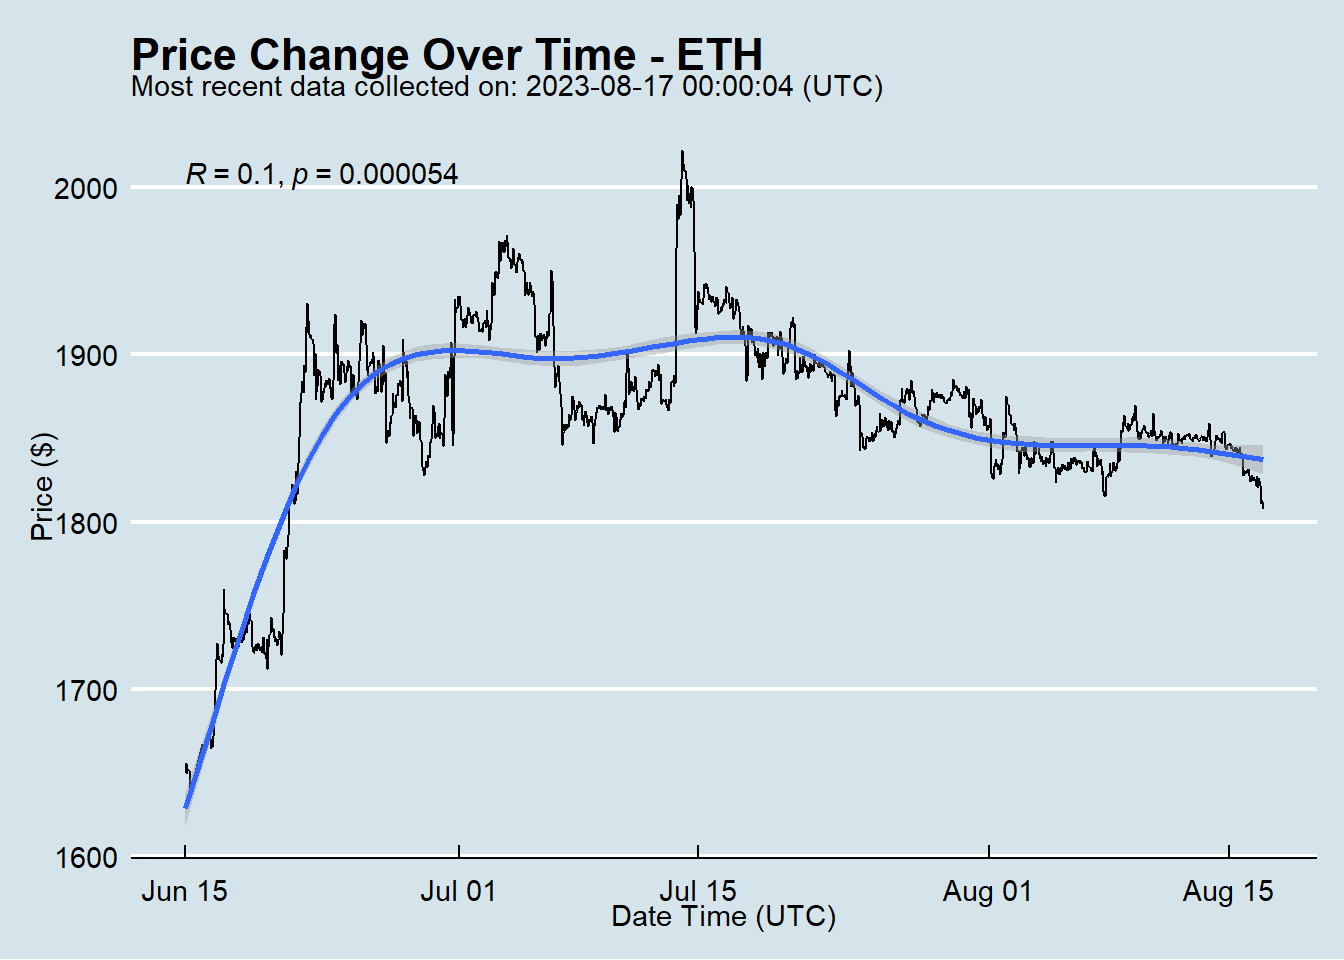 Price Change Over Time - ETH
Most recent data collected on: 2023-08-17 00:00:04 (UTC)
R = 0.1, p = 0.000054
2000
1900
1800
1700
1600
Price ($)
Jun 15 Jul 01 Jul 15 Aug 01 Aug 15
Date Time (UTC)